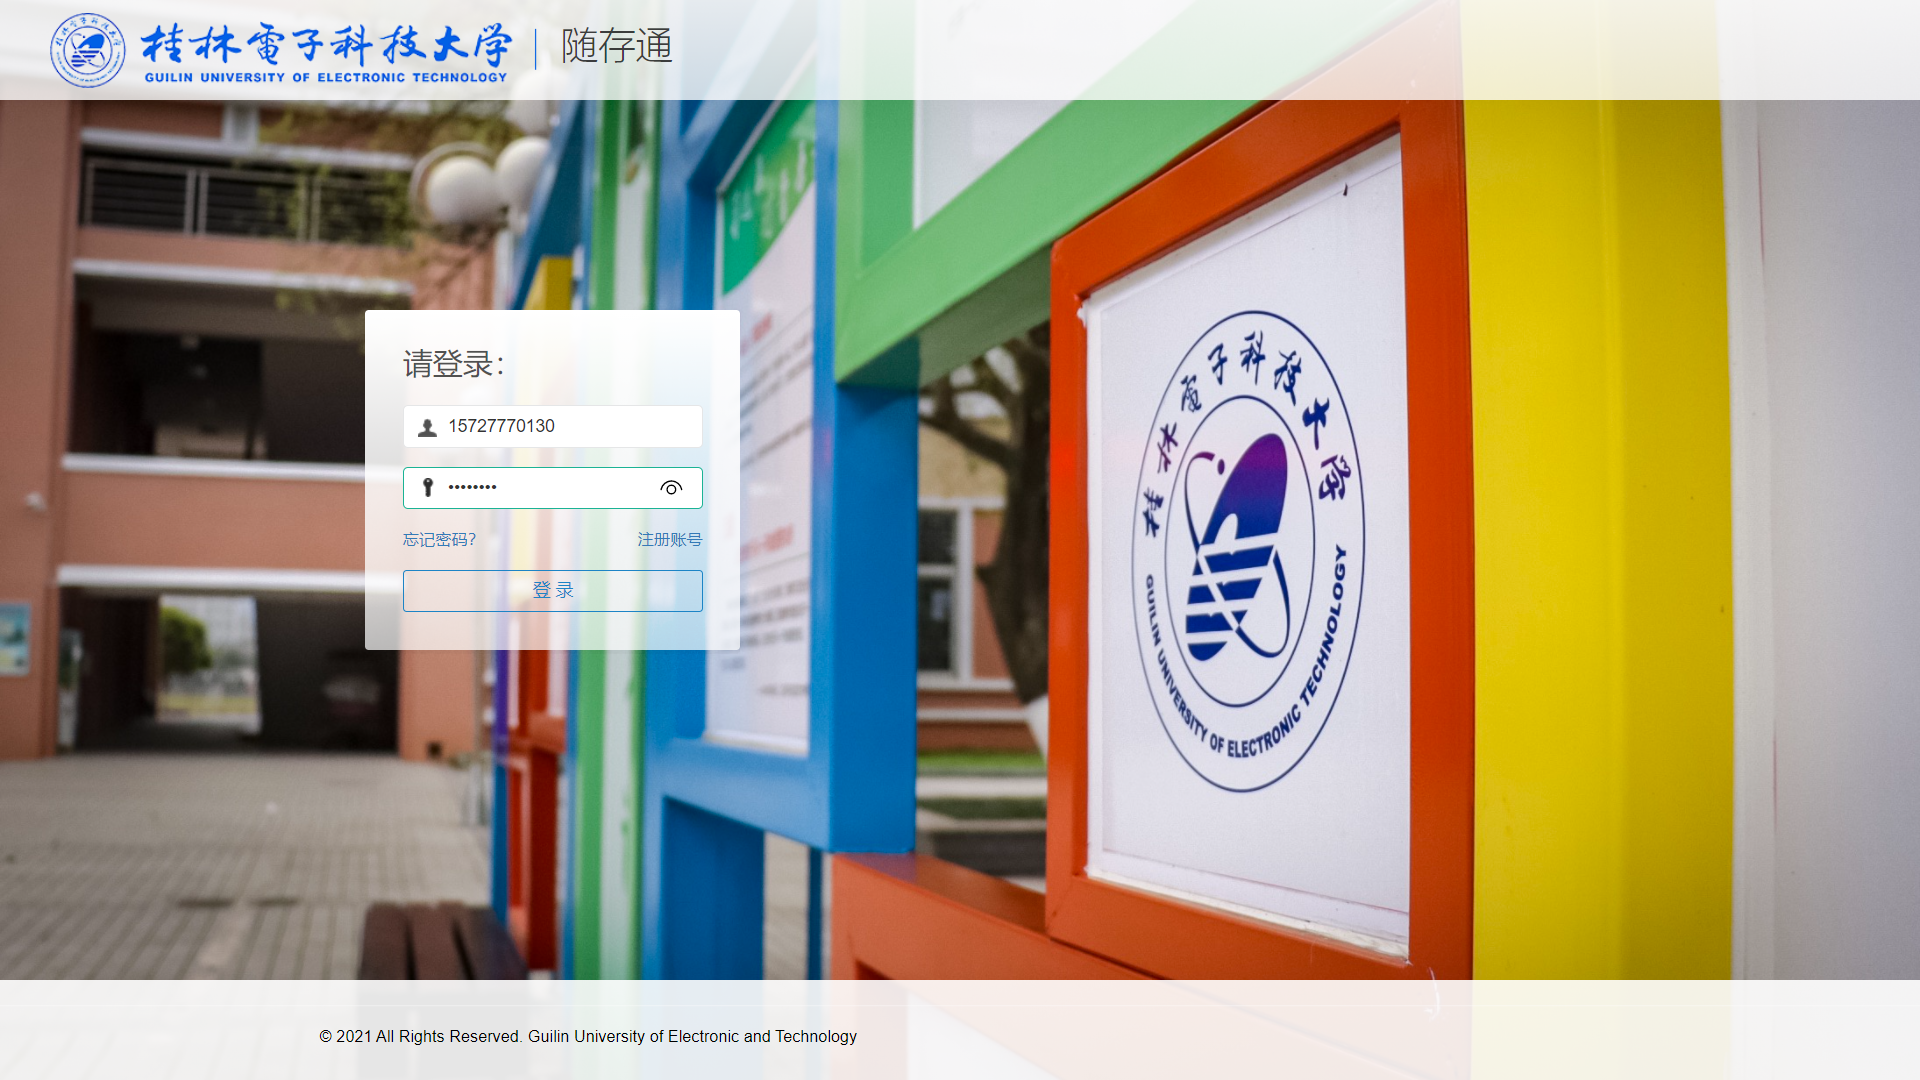 桂林電子科技大学
GUILIN UNIVERSITY OF ELECTRONIC TECHNOLOGY
随存通
请登录：
15727770130
••••••••
忘记密码？
注册账号
登 录
桂林電子科技大学
GUILIN UNIVERSITY OF ELECTRONIC TECHNOLOGY
© 2021 All Rights Reserved. Guilin University of Electronic and Technology